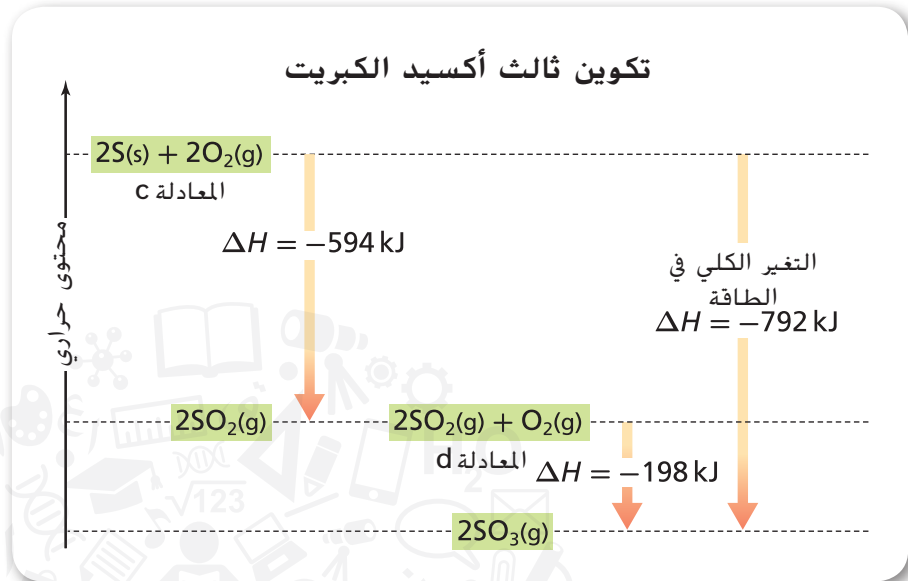 تكوين ثالث أكسيد الكبريت
2S(s) + 2O₂(g)
المعادلة c
محتوى حراري
ΔH = −594 kJ
التغير الكلي في
الطاقة
ΔH = −792 kJ
2SO₂(g)
2SO₂(g) + O₂(g)
المعادلة d
ΔH = −198 kJ
2SO₃(g)
√123